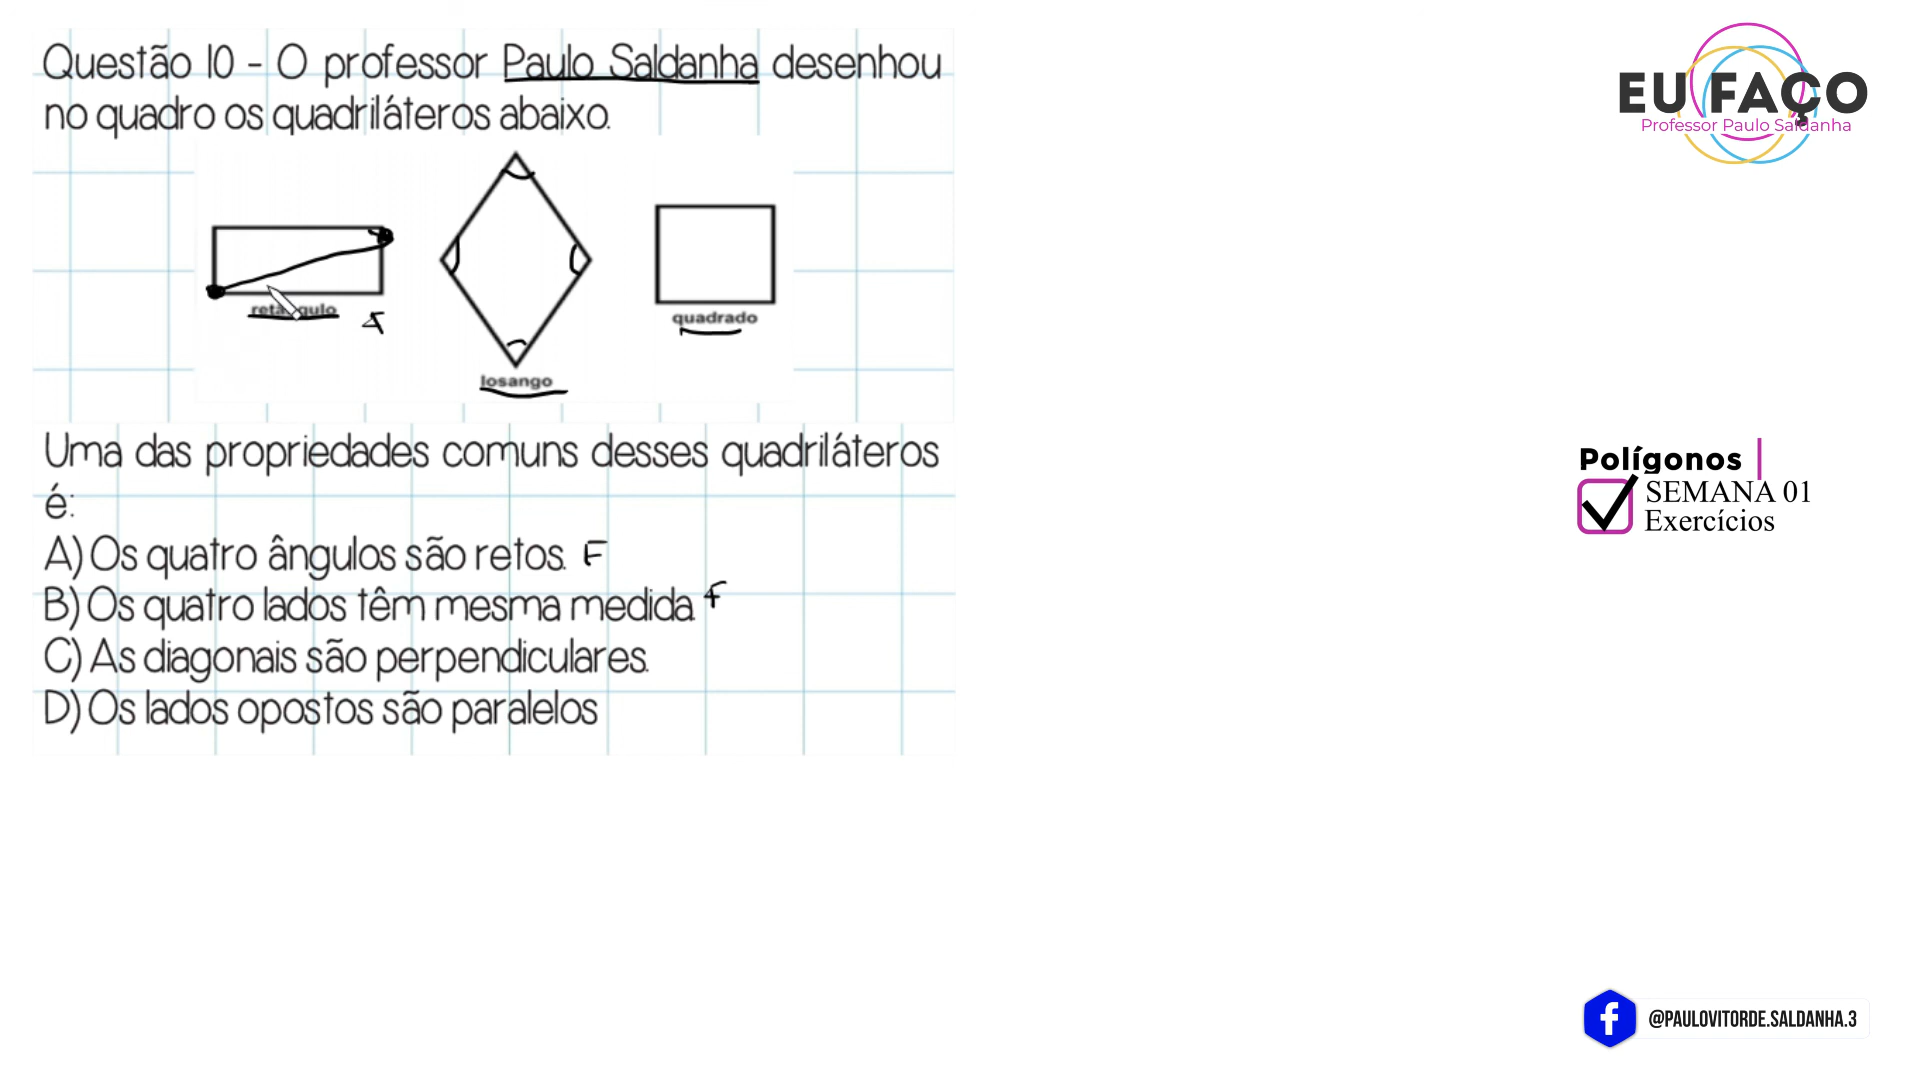 Questão 10 - O professor Paulo Saldanha desenhou
no quadro os quadriláteros abaixo.
retângulo
losango
quadrado
Uma das propriedades comuns desses quadriláteros
é:
A) Os quatro ângulos são retos. F
B) Os quatro lados têm mesma medida. F
C) As diagonais são perpendiculares.
D) Os lados opostos são paralelos
EU FAÇO
Professor Paulo Saldanha
Polígonos
SEMANA 01
Exercícios
@PAULOVITORDE.SALDANHA.3